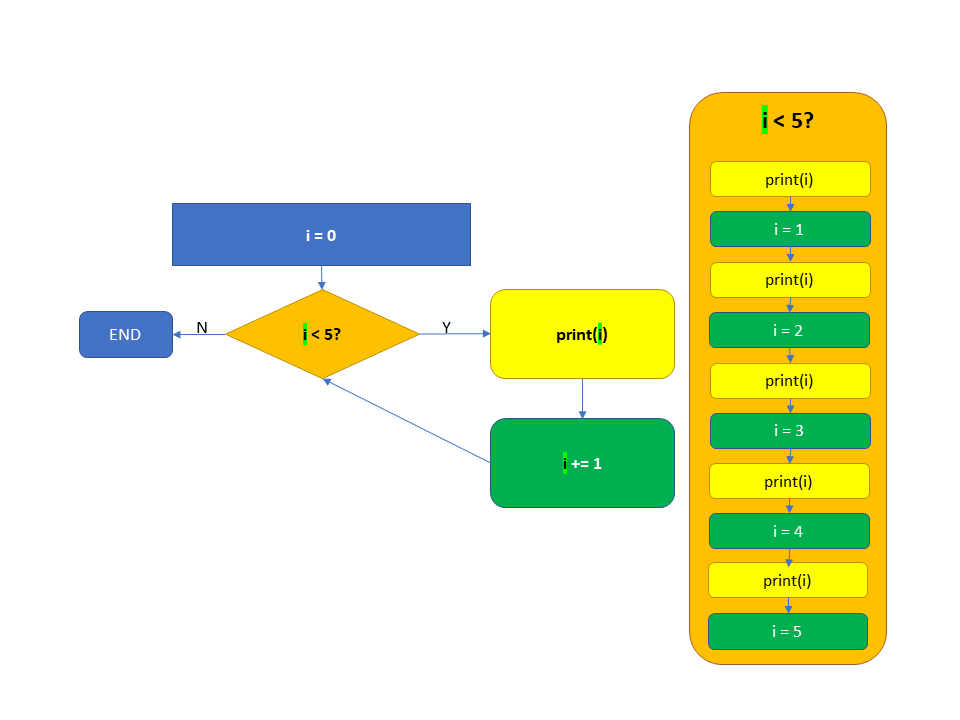 i < 5?
print(i)
i = 1
i = 0
print(i)
END
N
i < 5?
Y
print(i)
i = 2
print(i)
i = 3
i += 1
print(i)
i = 4
print(i)
i = 5